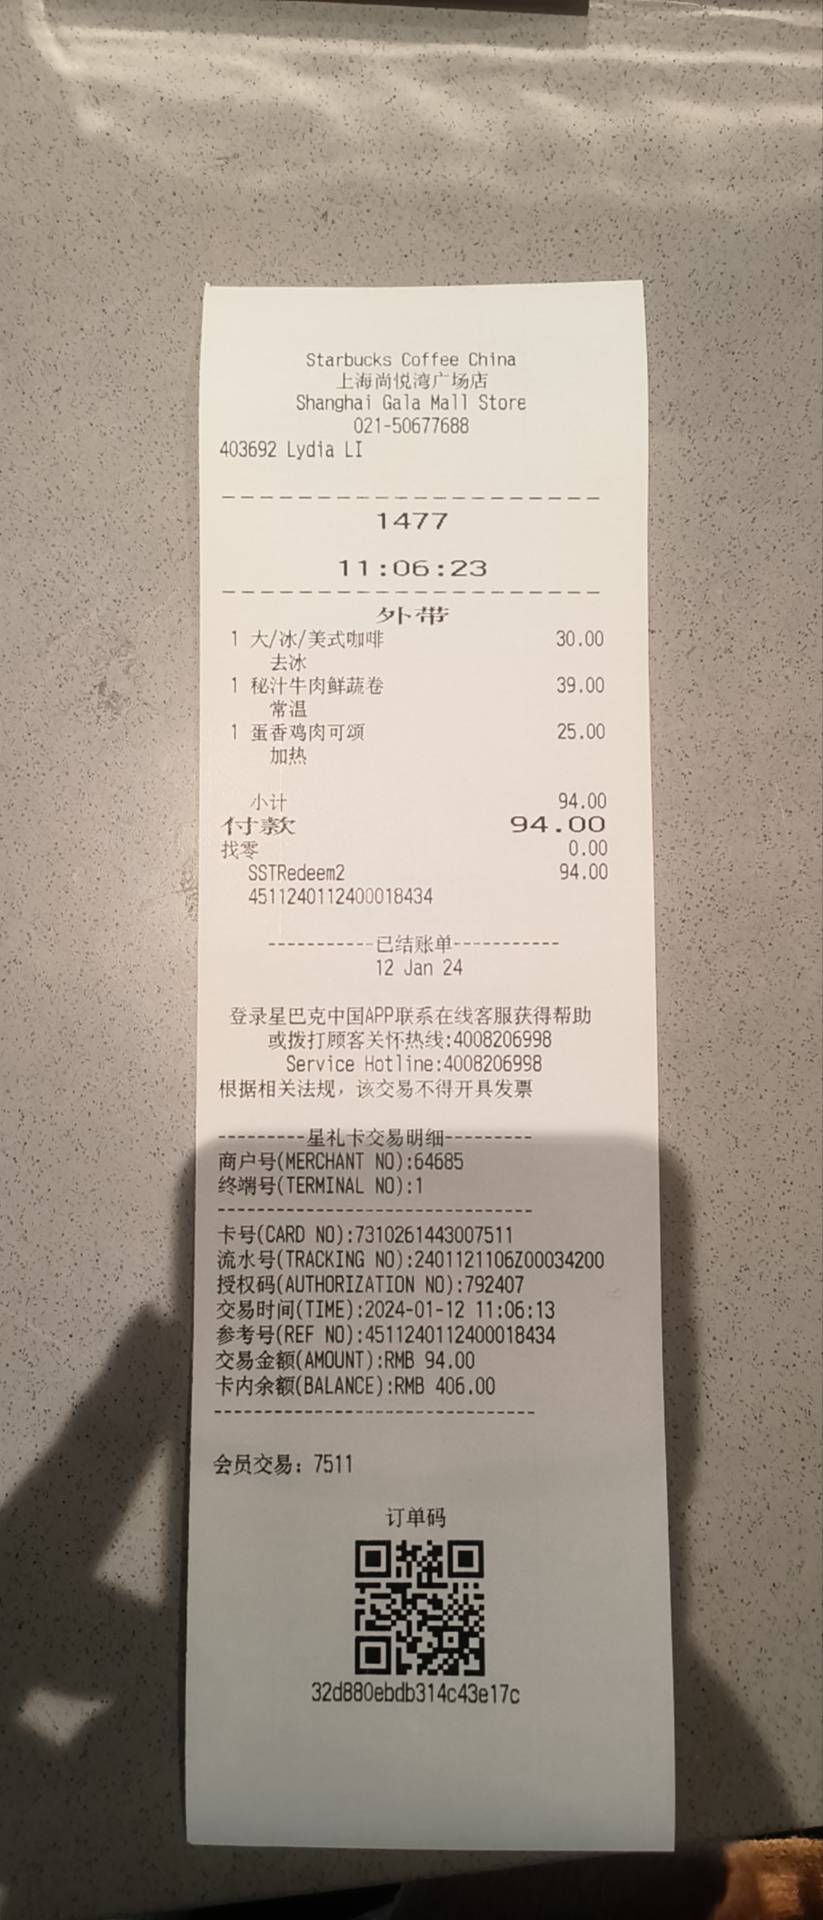 Starbucks Coffee China
上海尚悦湾广场店
Shanghai Gala Mall Store
021-50677688
403692 Lydia LI
--------------------
1477
11:06:23
--------------------
外带
1 大/冰/美式咖啡 30.00
去冰
1 秘汁牛肉鲜蔬卷 39.00
常温
1 蛋香鸡肉可颂 25.00
加热
小计 94.00
付款 94.00
找零 0.00
SSTRedeem2 94.00
4511240112400018434
-----------已结账单-----------
12 Jan 24
登录星巴克中国APP联系在线客服获得帮助
或拨打顾客关怀热线:4008206998
Service Hotline:4008206998
根据相关法规，该交易不得开具发票
---------星礼卡交易明细---------
商户号(MERCHANT NO):64685
终端号(TERMINAL NO):1
--------------------------------
卡号(CARD NO):7310261443007511
流水号(TRACKING NO):2401121106Z00034200
授权码(AUTHORIZATION NO):792407
交易时间(TIME):2024-01-12 11:06:13
参考号(REF NO):4511240112400018434
交易金额(AMOUNT):RMB 94.00
卡内余额(BALANCE):RMB 406.00
--------------------------------
会员交易：7511
订单码
32d880ebdb314c43e17c